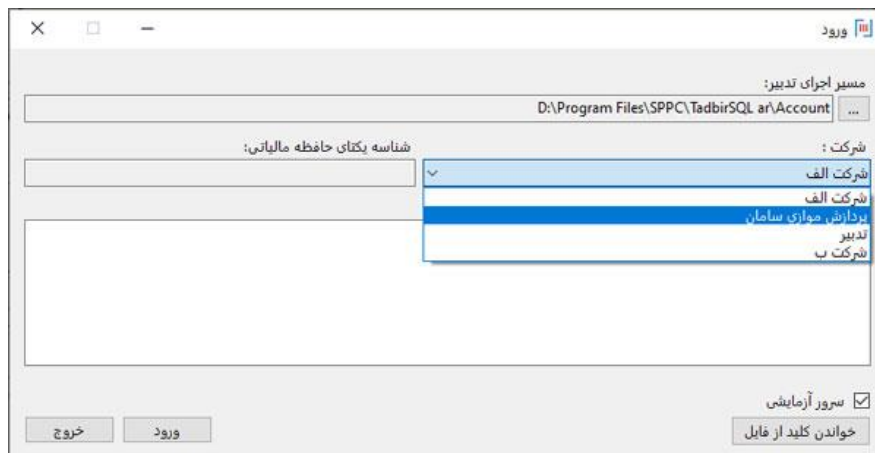 ورود
مسیر اجرای تدبیر:
D:\Program Files\SPPC\TadbirSQL ar\Account ...
شرکت : شناسه یکتای حافظه مالیاتی:
شرکت الف
شرکت الف
پردازش موازي سامان
تدبیر
شرکت ب
سرور آزمایشی
خواندن کلید از فایل ورود خروج